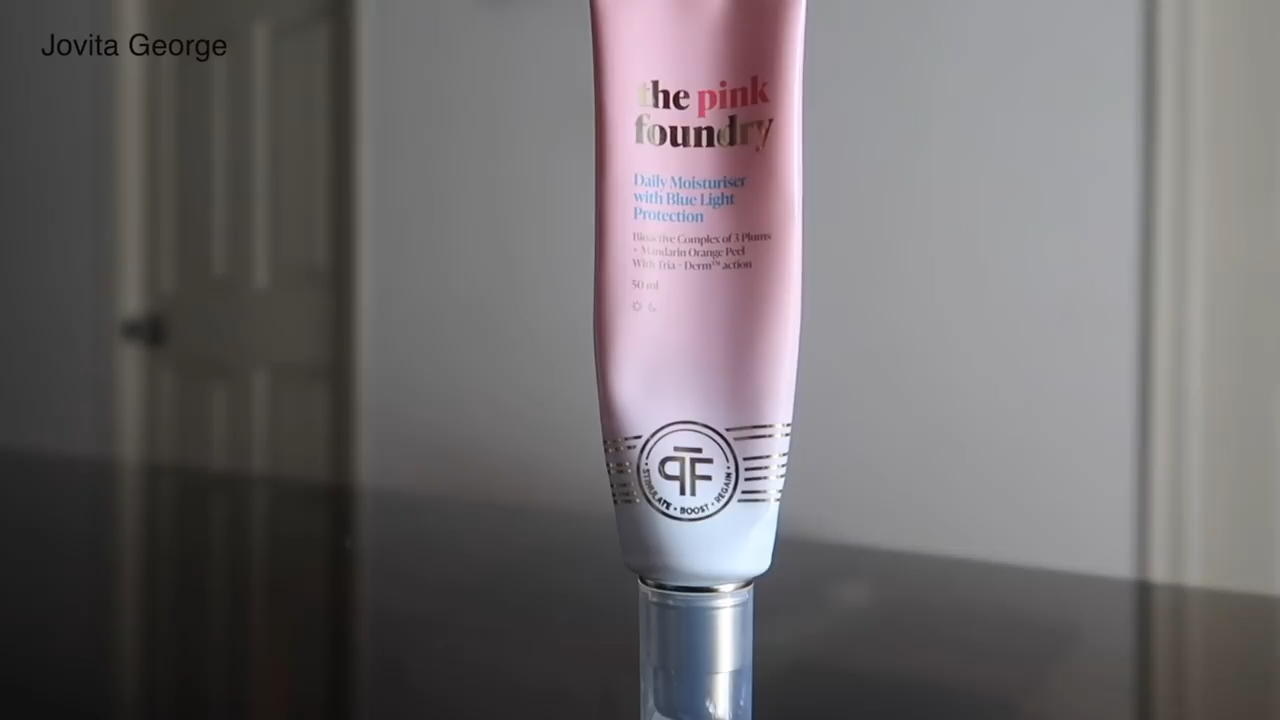 Jovita George
the pink
foundry
Daily Moisturiser
with Blue Light
Protection
Bioactive Complex of 3 Plums
+ Mandarin Orange Peel
With Tria - Derm™ action
50 ml
PF
• STIMULATE • BOOST • REGAIN •